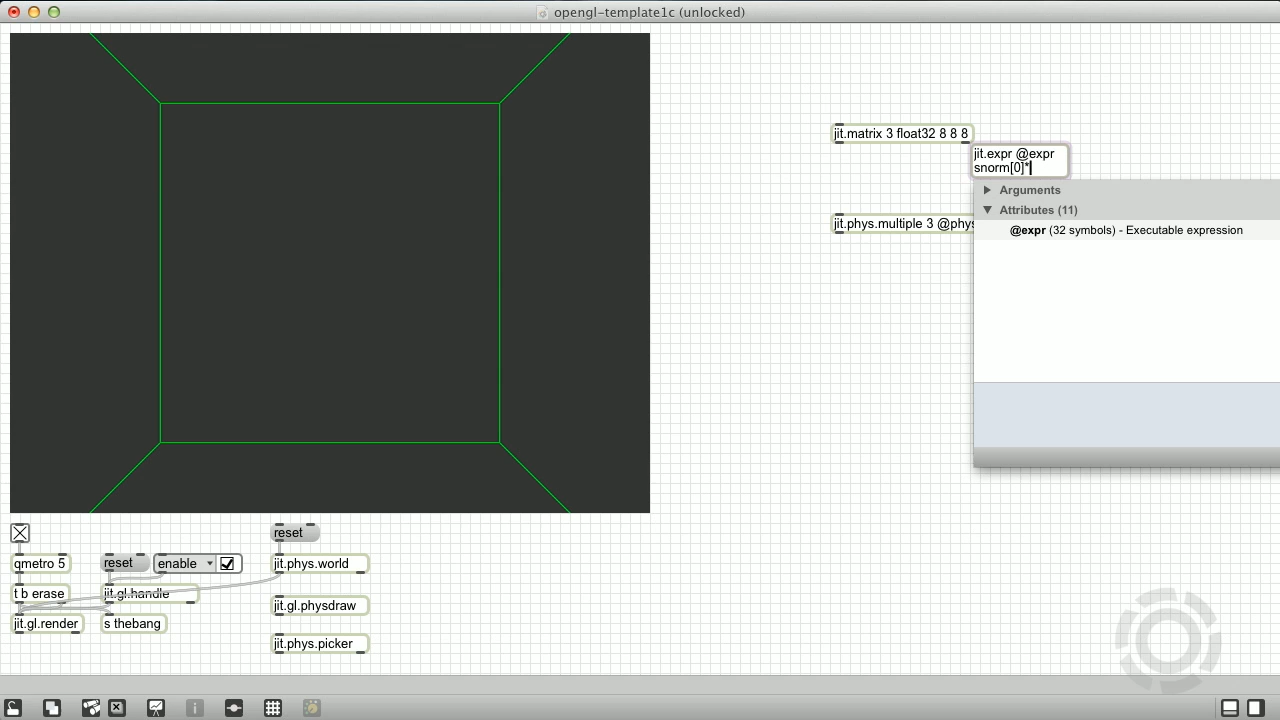 opengl-template1c (unlocked)
jit.matrix 3 float32 8 8 8
jit.expr @expr
snorm[0]*
Arguments
Attributes (11)
jit.phys.multiple 3 @phys
@expr (32 symbols) - Executable expression
reset
qmetro 5
reset
enable
jit.phys.world
t b erase
jit.gl.handle
jit.gl.physdraw
jit.gl.render
s thebang
jit.phys.picker